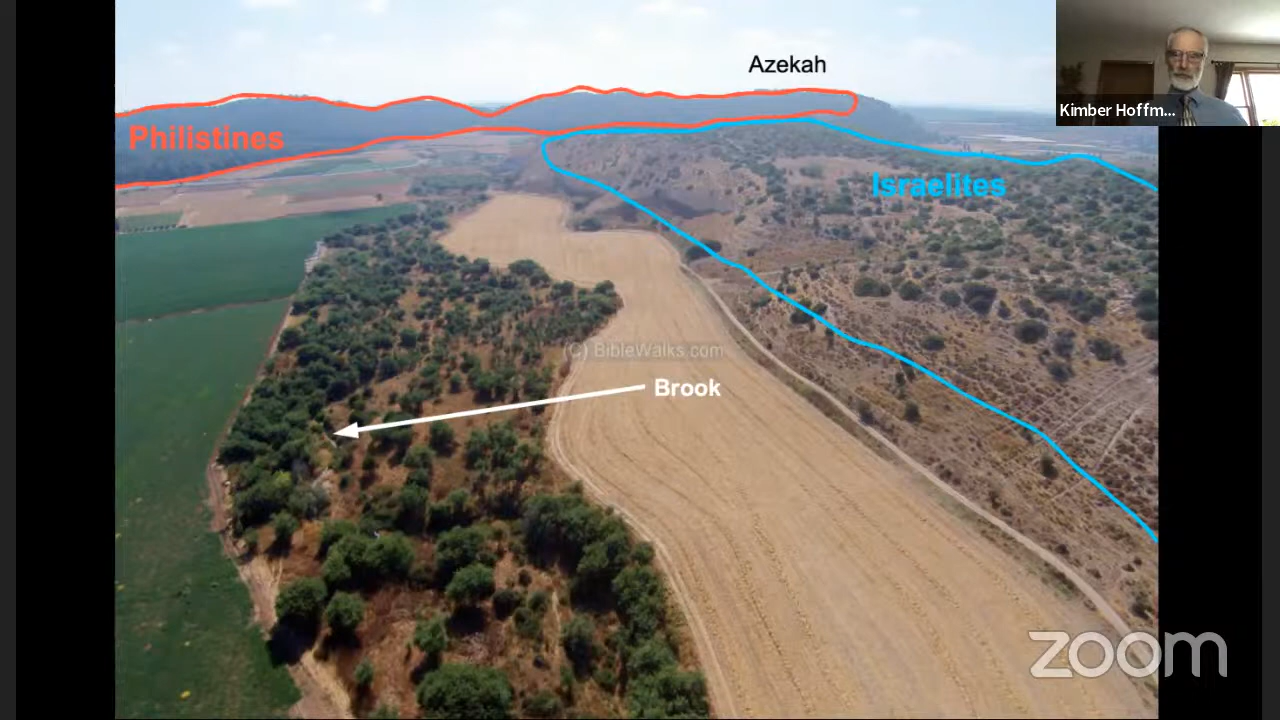 Azekah
Kimber Hoffm...
Philistines
Israelites
(C) BibleWalks.com
Brook
zoom